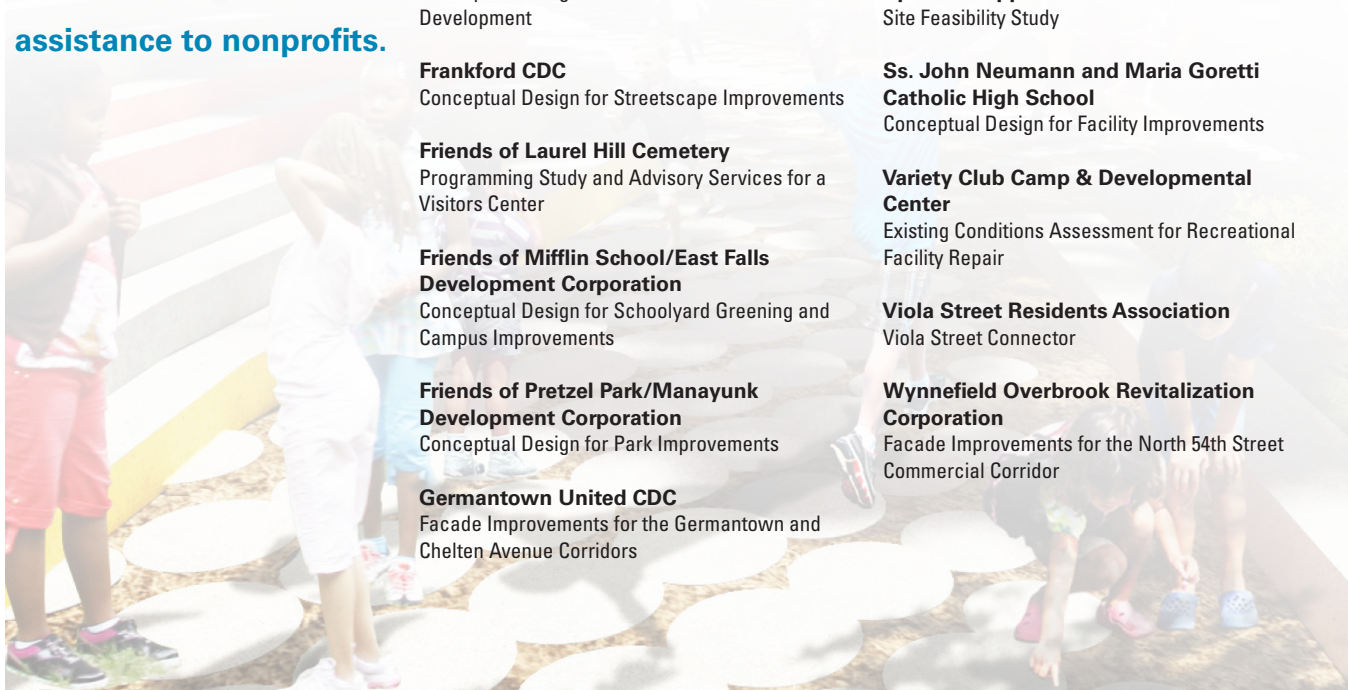 assistance to nonprofits.
Development
Frankford CDC
Conceptual Design for Streetscape Improvements
Friends of Laurel Hill Cemetery
Programming Study and Advisory Services for a
Visitors Center
Friends of Mifflin School/East Falls
Development Corporation
Conceptual Design for Schoolyard Greening and
Campus Improvements
Friends of Pretzel Park/Manayunk
Development Corporation
Conceptual Design for Park Improvements
Germantown United CDC
Facade Improvements for the Germantown and
Chelten Avenue Corridors
Site Feasibility Study
Ss. John Neumann and Maria Goretti
Catholic High School
Conceptual Design for Facility Improvements
Variety Club Camp & Developmental
Center
Existing Conditions Assessment for Recreational
Facility Repair
Viola Street Residents Association
Viola Street Connector
Wynnefield Overbrook Revitalization
Corporation
Facade Improvements for the North 54th Street
Commercial Corridor